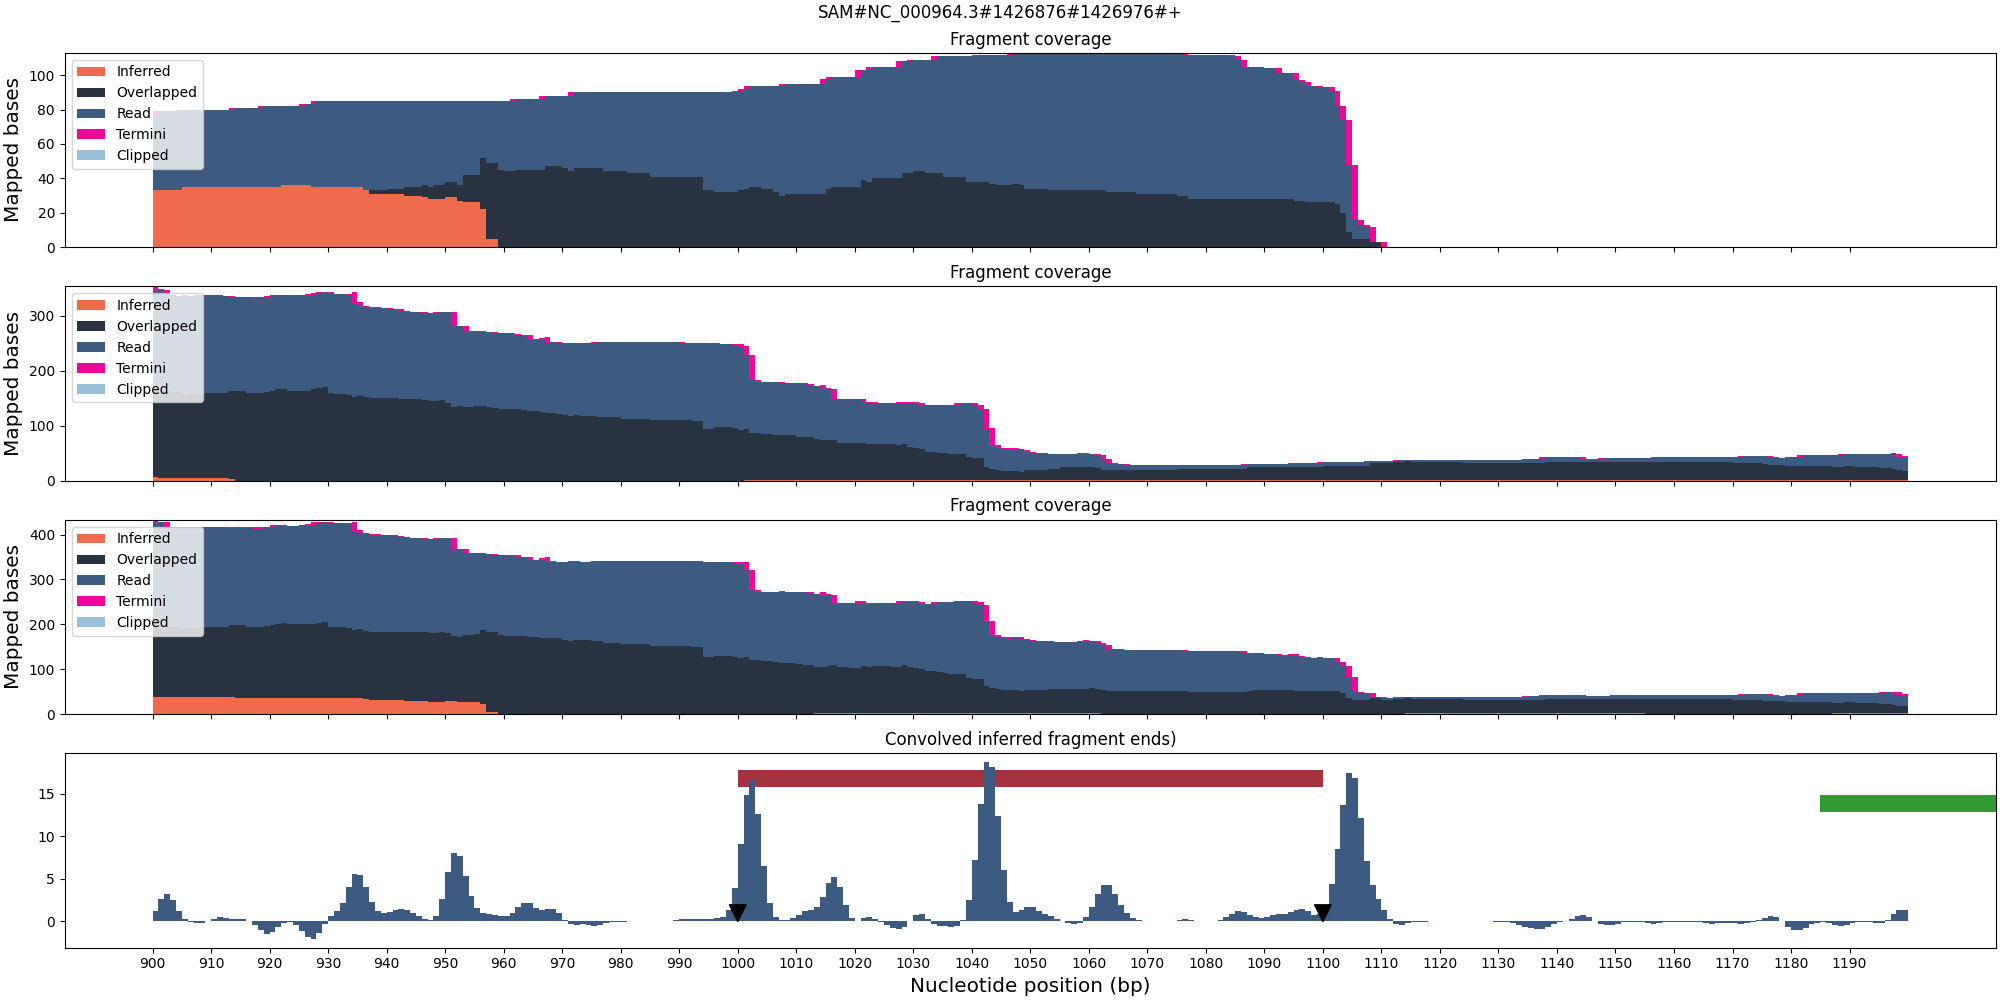 SAM#NC_000964.3#1426876#1426976#+
Fragment coverage
Mapped bases
100
80
60
40
20
0
Inferred
Overlapped
Read
Termini
Clipped
Fragment coverage
Mapped bases
300
200
100
0
Inferred
Overlapped
Read
Termini
Clipped
Fragment coverage
Mapped bases
400
300
200
100
0
Inferred
Overlapped
Read
Termini
Clipped
Convolved inferred fragment ends)
15
10
5
0
900 910 920 930 940 950 960 970 980 990 1000 1010 1020 1030 1040 1050 1060 1070 1080 1090 1100 1110 1120 1130 1140 1150 1160 1170 1180 1190
Nucleotide position (bp)